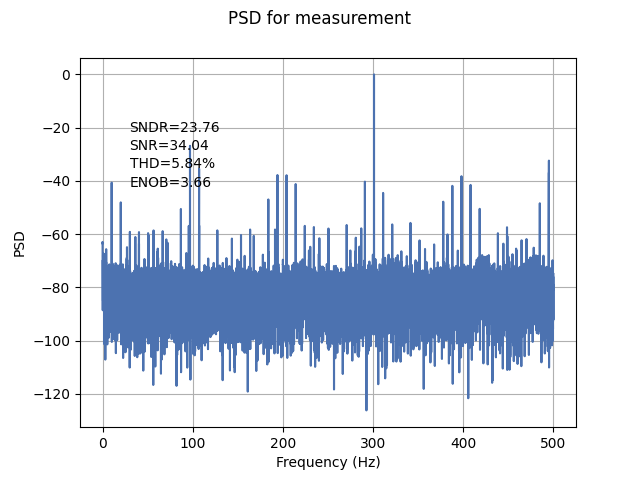 PSD for measurement
0
−20
−40
−60
−80
−100
−120
PSD
SNDR=23.76
SNR=34.04
THD=5.84%
ENOB=3.66
0 100 200 300 400 500
Frequency (Hz)